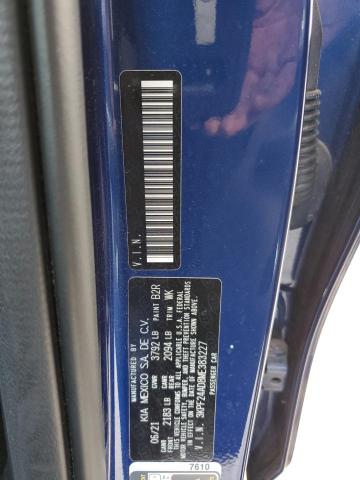 MANUFACTURED BY
KIA MEXICO S.A. DE C.V.
06/21 GVWR 3792 LB PAINT B2R
GAWR F 2183 LB GAWR R 2094 LB TRIM WK
THIS VEHICLE CONFORMS TO ALL APPLICABLE U.S.A. FEDERAL
MOTOR VEHICLE SAFETY, BUMPER, AND THEFT
PREVENTION STANDARDS IN EFFECT ON THE DATE OF
MANUFACTURE SHOWN ABOVE.
V.I.N. 3KPF24AD8ME383227
PASSENGER CAR
V.I.N.
7610